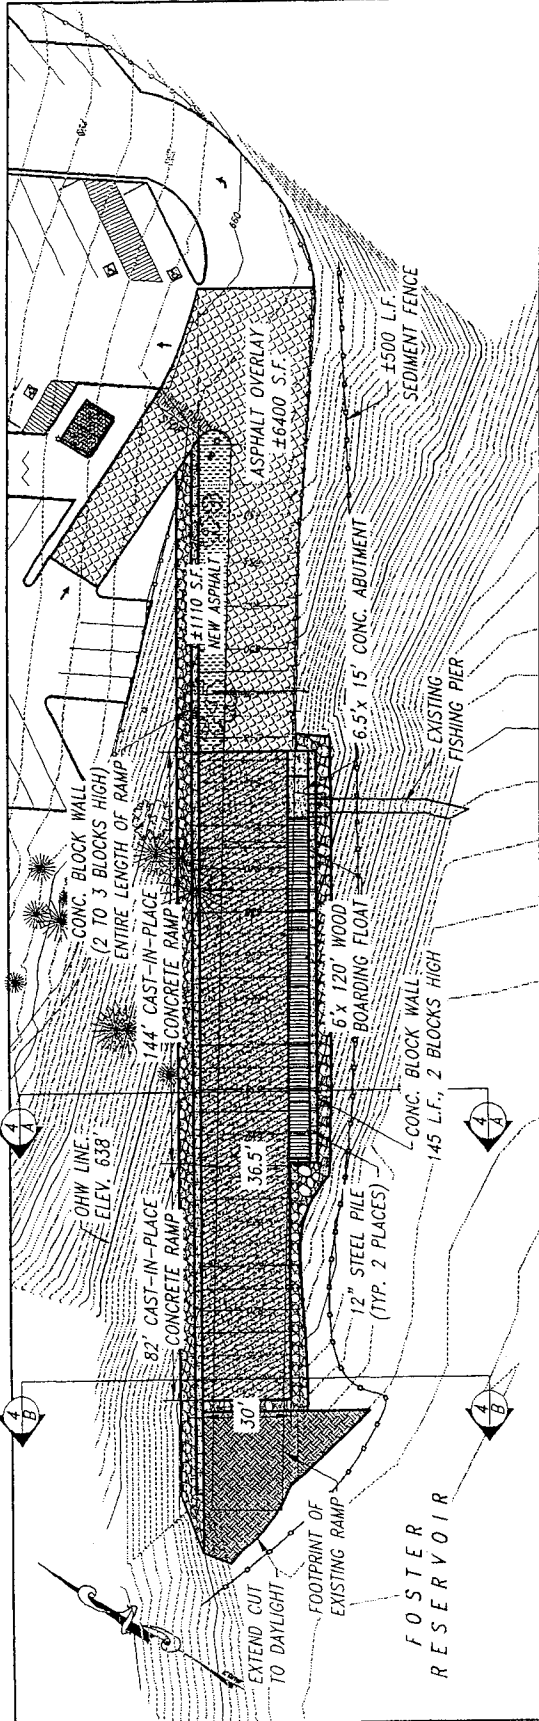 OHW LINE,
ELEV. 638'
CONC. BLOCK WALL
(2 TO 3 BLOCKS HIGH)
ENTIRE LENGTH OF RAMP
144' CAST-IN-PLACE
CONCRETE RAMP
82' CAST-IN-PLACE
CONCRETE RAMP
±1110 S.F.
NEW ASPHALT
ASPHALT OVERLAY
±6400 S.F.
660
4
A
4
B
36.5'
30'
±500 L.F.
SEDIMENT FENCE
6.5'x 15' CONC. ABUTMENT
EXISTING
FISHING PIER
6'x 120' WOOD
BOARDING FLOAT
CONC. BLOCK WALL
145 L.F., 2 BLOCKS HIGH
12" STEEL PILE
(TYP. 2 PLACES)
4
A
4
B
FOOTPRINT OF
EXISTING RAMP
EXTEND CUT
TO DAYLIGHT
FOSTER
RESERVOIR